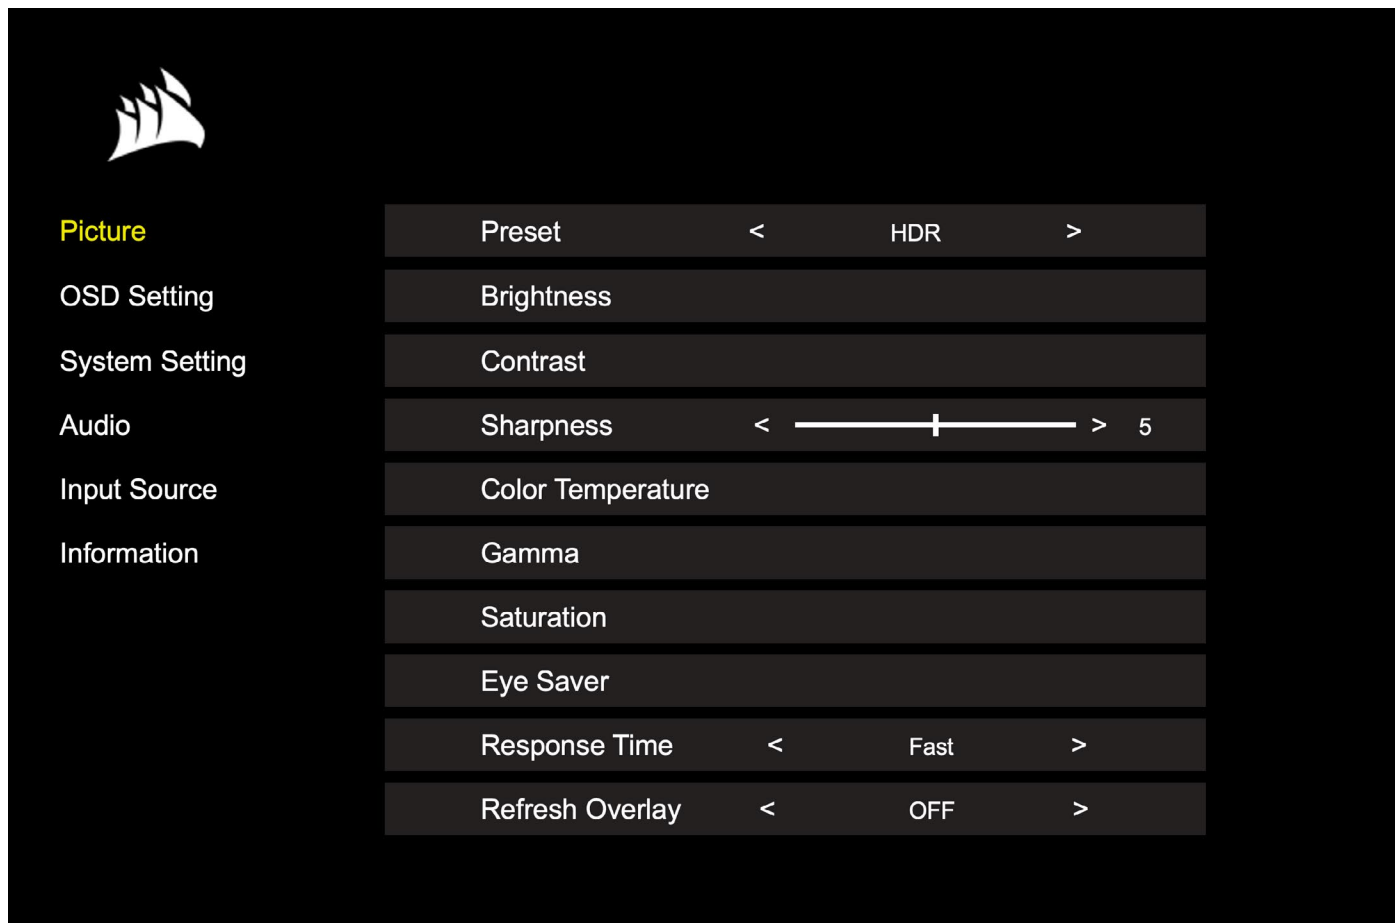 Picture
OSD Setting
System Setting
Audio
Input Source
Information
Preset < HDR >
Brightness
Contrast
Sharpness < > 5
Color Temperature
Gamma
Saturation
Eye Saver
Response Time < Fast >
Refresh Overlay < OFF >